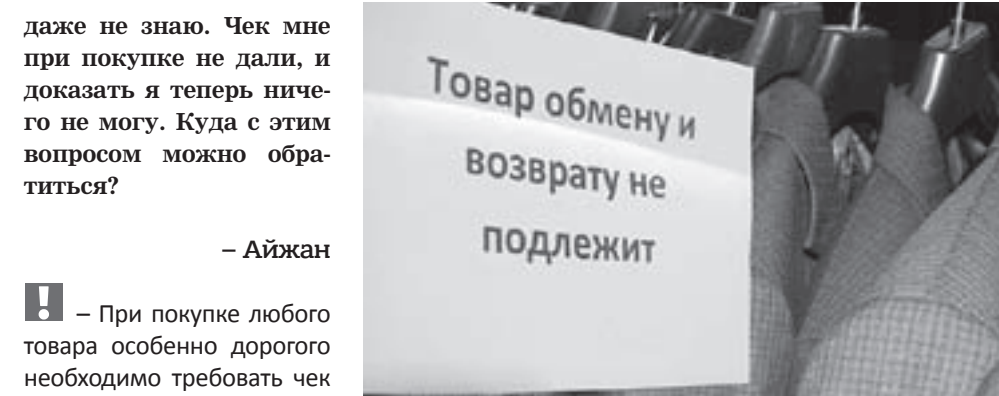 даже не знаю. Чек мне
при покупке не дали, и
доказать я теперь ниче-
го не могу. Куда с этим
вопросом можно обра-
титься?
– Айжан
! – При покупке любого
товара особенно дорогого
необходимо требовать чек
Товар обмену и
возврату не
подлежит